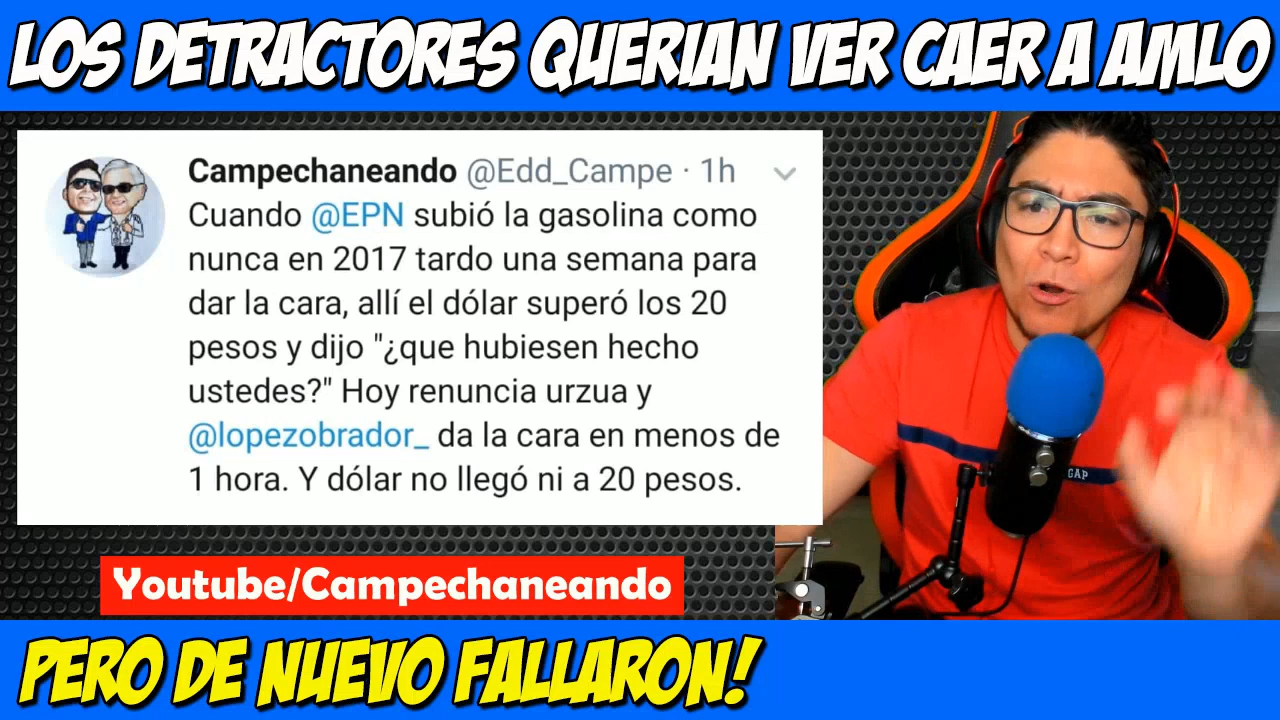 LOS DETRACTORES QUERIAN VER CAER A AMLO
Campechaneando @Edd_Campe · 1h
Cuando @EPN subió la gasolina como
nunca en 2017 tardo una semana para
dar la cara, allí el dólar superó los 20
pesos y dijo "¿que hubiesen hecho
ustedes?" Hoy renuncia urzua y
@lopezobrador_ da la cara en menos de
1 hora. Y dólar no llegó ni a 20 pesos.
GAP
Youtube/Campechaneando
PERO DE NUEVO FALLARON!